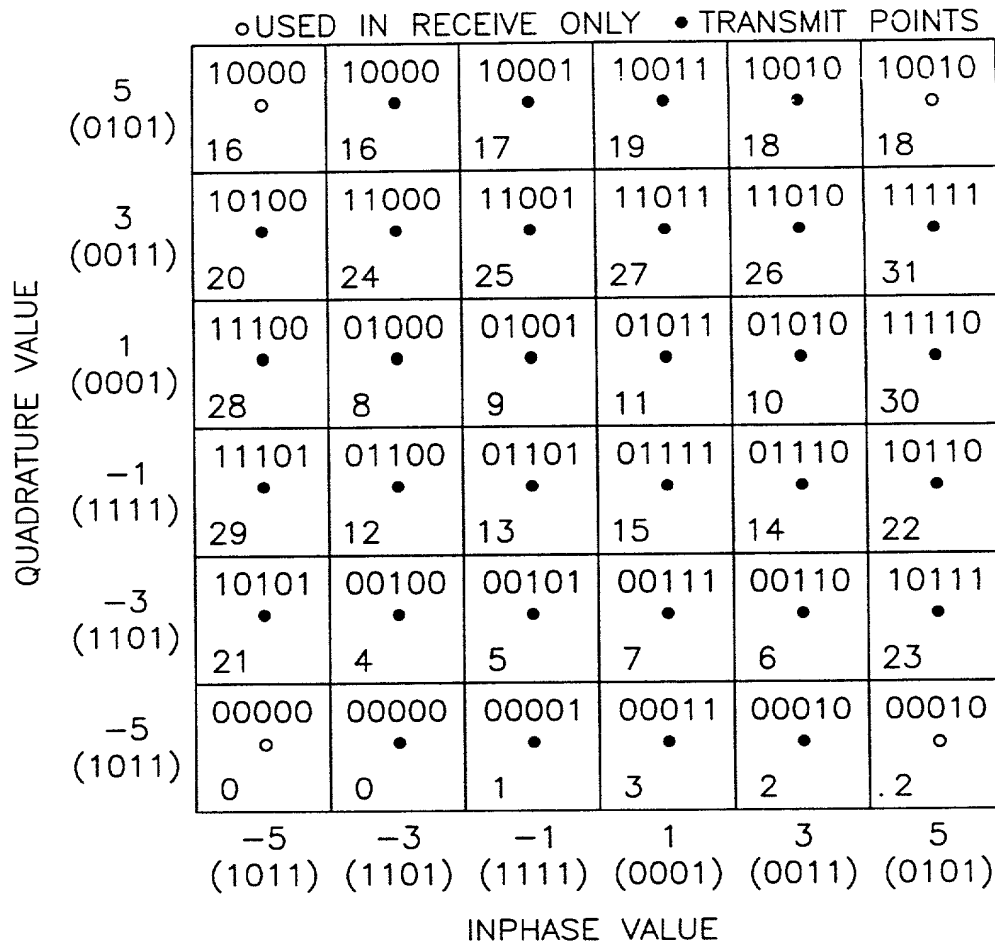 ○ USED IN RECEIVE ONLY ● TRANSMIT POINTS
5 (0101)
10000 10000 10001 10011 10010 10010
16 16 17 19 18 18
3 (0011)
10100 11000 11001 11011 11010 11111
20 24 25 27 26 31
1 (0001)
11100 01000 01001 01011 01010 11110
28 8 9 11 10 30
−1 (1111)
11101 01100 01101 01111 01110 10110
29 12 13 15 14 22
−3 (1101)
10101 00100 00101 00111 00110 10111
21 4 5 7 6 23
−5 (1011)
00000 00000 00001 00011 00010 00010
0 0 1 3 2 .2
QUADRATURE VALUE
−5 −3 −1 1 3 5
(1011) (1101) (1111) (0001) (0011) (0101)
INPHASE VALUE